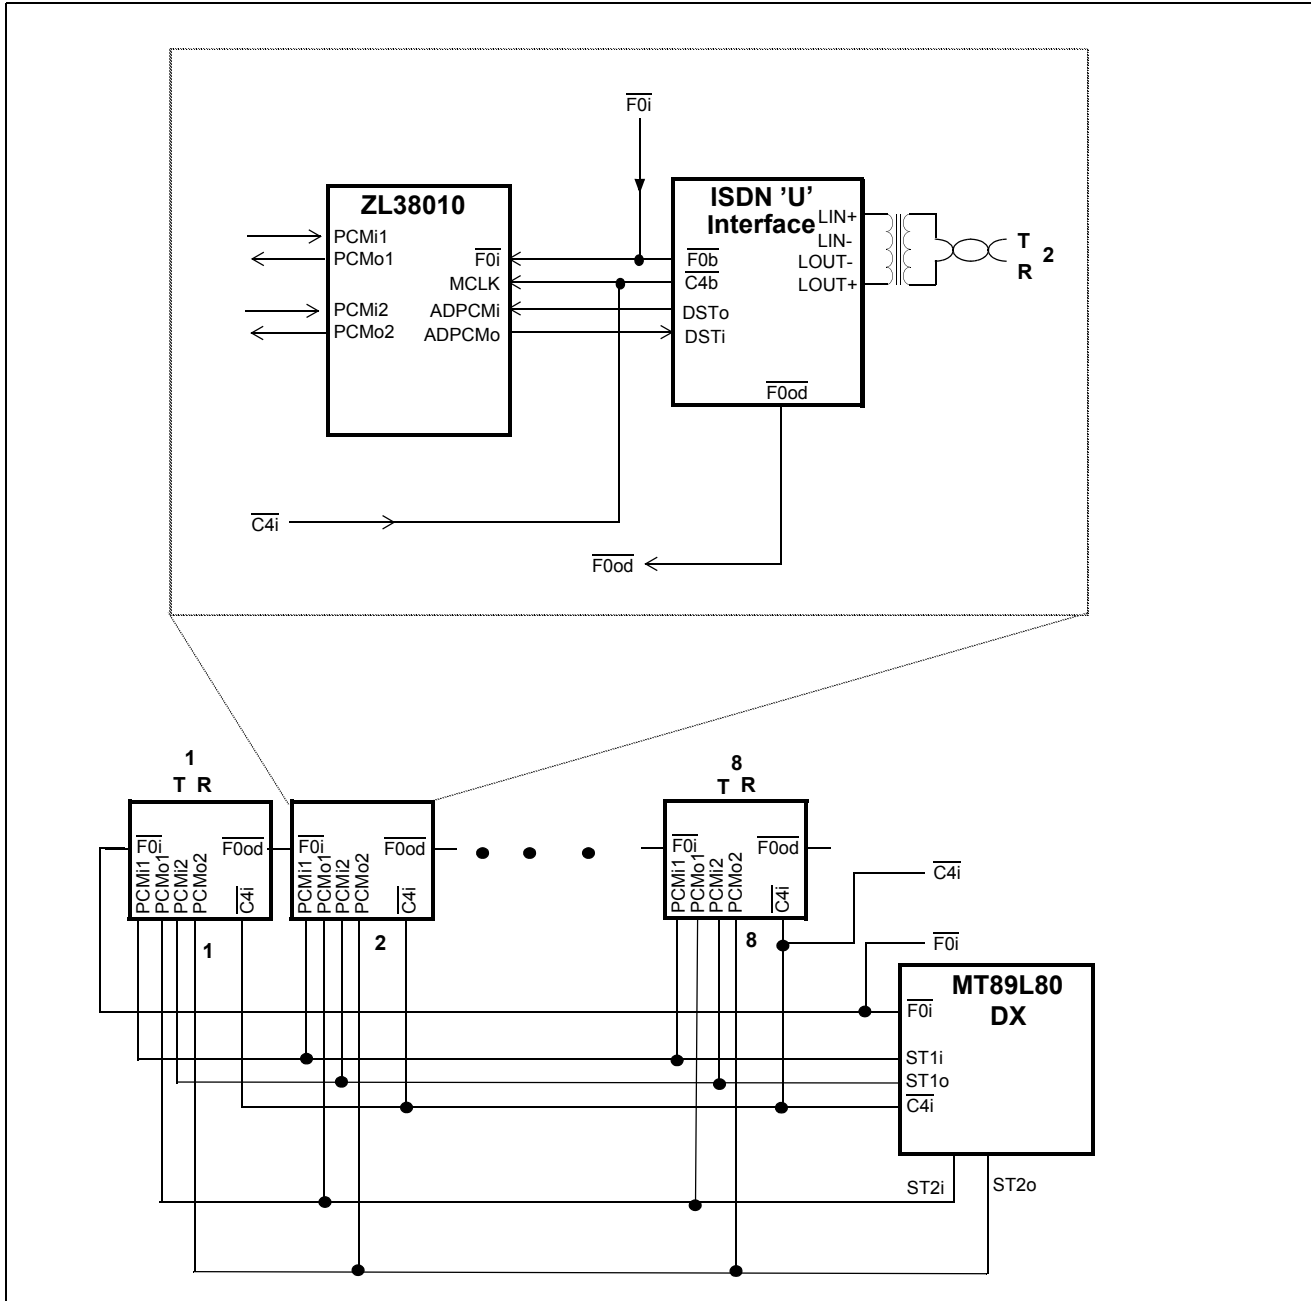 F0i
ZL38010
PCMi1
PCMo1
PCMi2
PCMo2
F0i
MCLK
ADPCMi
ADPCMo
ISDN ’U’
Interface
F0b
C4b
DSTo
DSTi
LIN+
LIN-
LOUT-
LOUT+
F0od
T
R
2
C4i
F0od
1
T R
F0i
F0od
PCMi1
PCMo1
PCMi2
PCMo2
C4i
1
F0i
F0od
PCMi1
PCMo1
PCMi2
PCMo2
C4i
2
8
T R
F0i
F0od
PCMi1
PCMo1
PCMi2
PCMo2
C4i
8
C4i
F0i
MT89L80
DX
F0i
ST1i
ST1o
C4i
ST2i
ST2o